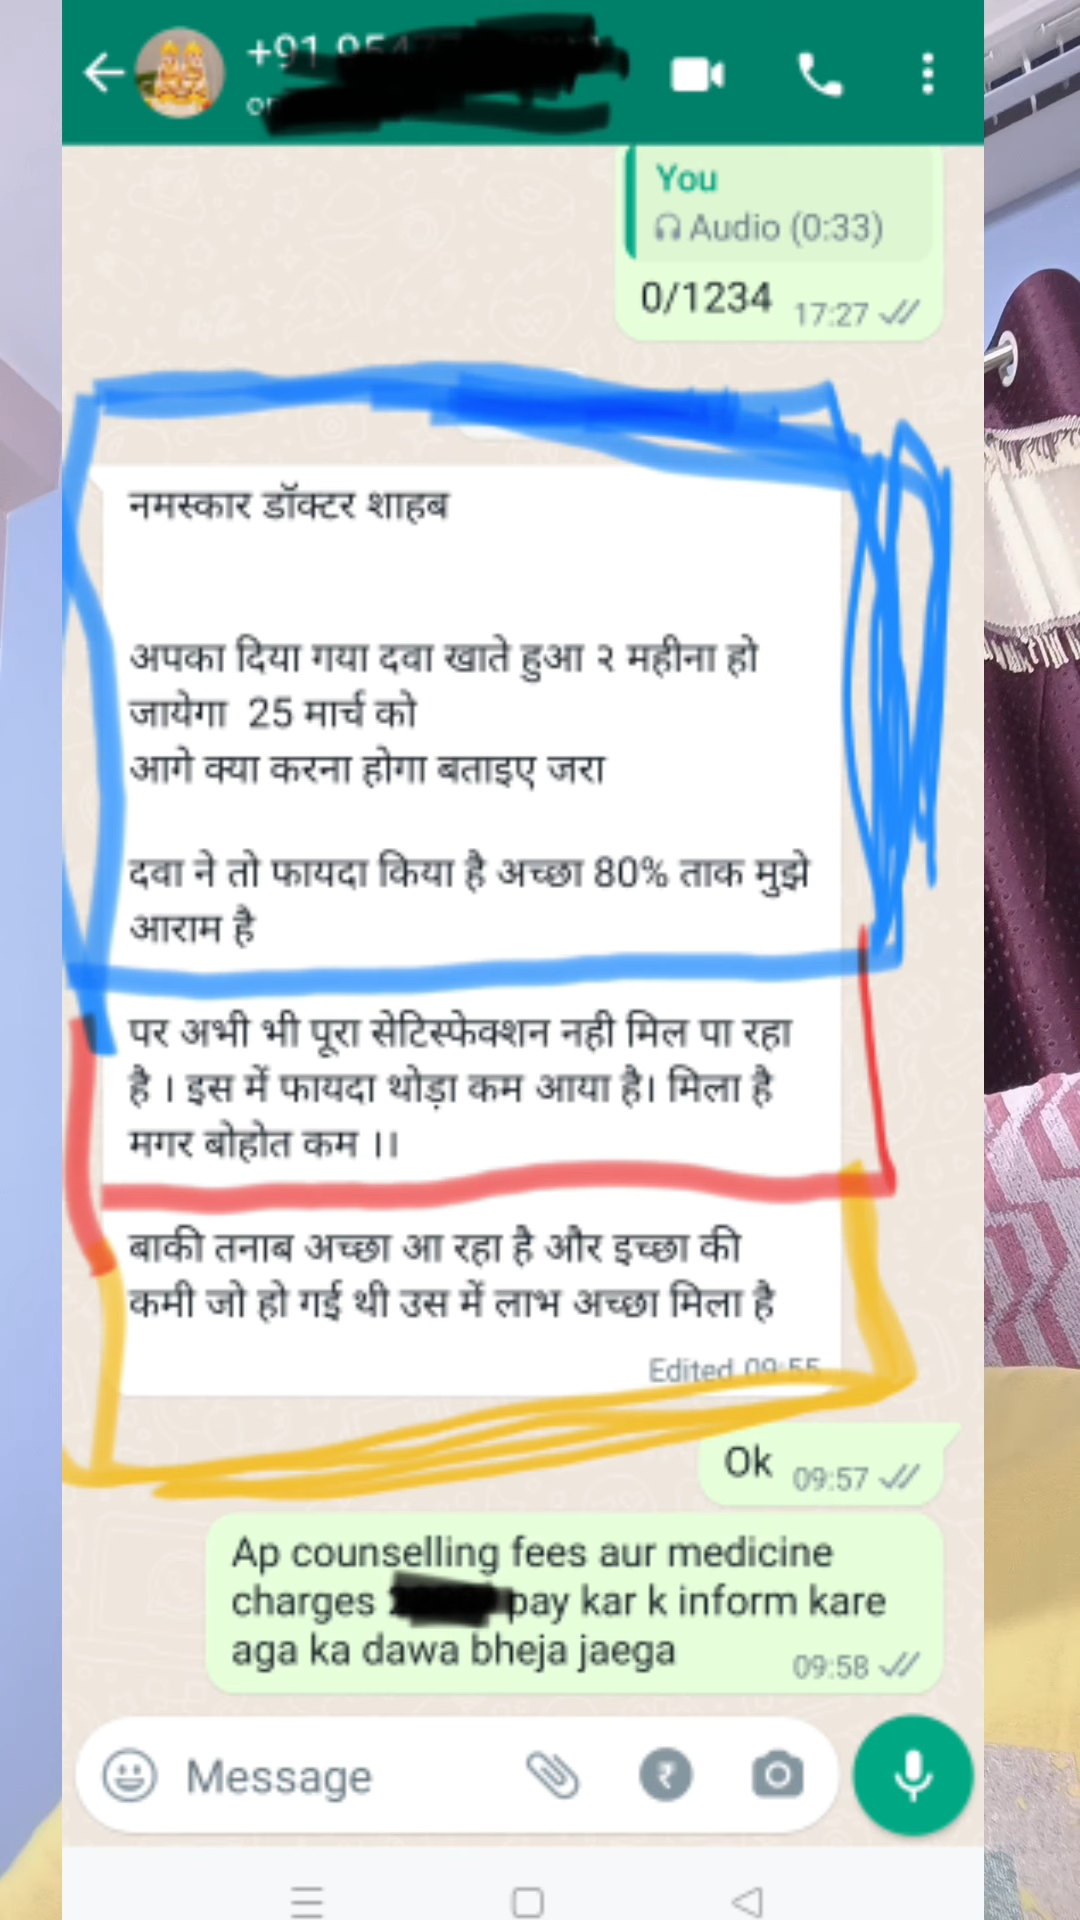 +91
You
Audio (0:33)
0/1234 17:27
नमस्कार डॉक्टर शाहब
अपका दिया गया दवा खाते हुआ २ महीना हो
जायेगा 25 मार्च को
आगे क्या करना होगा बताइए जरा
दवा ने तो फायदा किया है अच्छा 80% ताक मुझे
आराम है
पर अभी भी पूरा सेटिस्फेक्शन नही मिल पा रहा
है । इस में फायदा थोड़ा कम आया है। मिला है
मगर बोहोत कम ।।
बाकी तनाब अच्छा आ रहा है और इच्छा की
कमी जो हो गई थी उस में लाभ अच्छा मिला है
Edited 09:55
Ok 09:57
Ap counselling fees aur medicine
charges pay kar k inform kare
aga ka dawa bheja jaega 09:58
Message